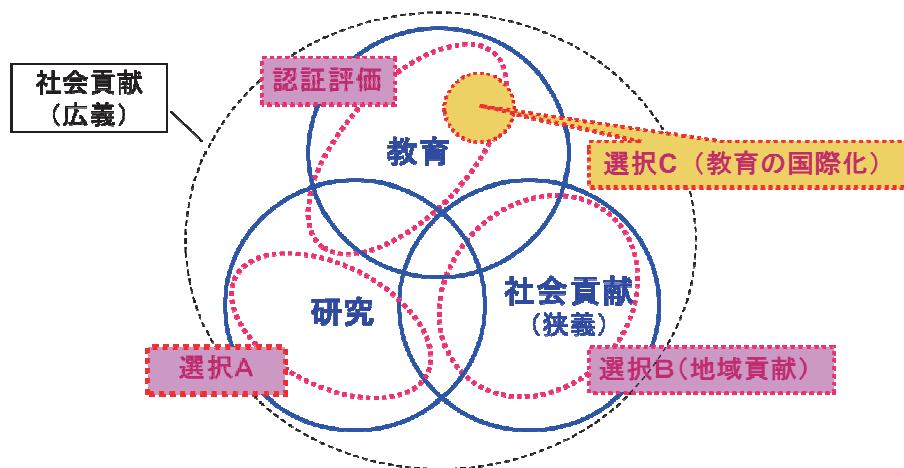 認証評価
社会貢献
（広義）
教育
選択C（教育の国際化）
社会貢献
（狭義）
研究
選択A
選択B（地域貢献）